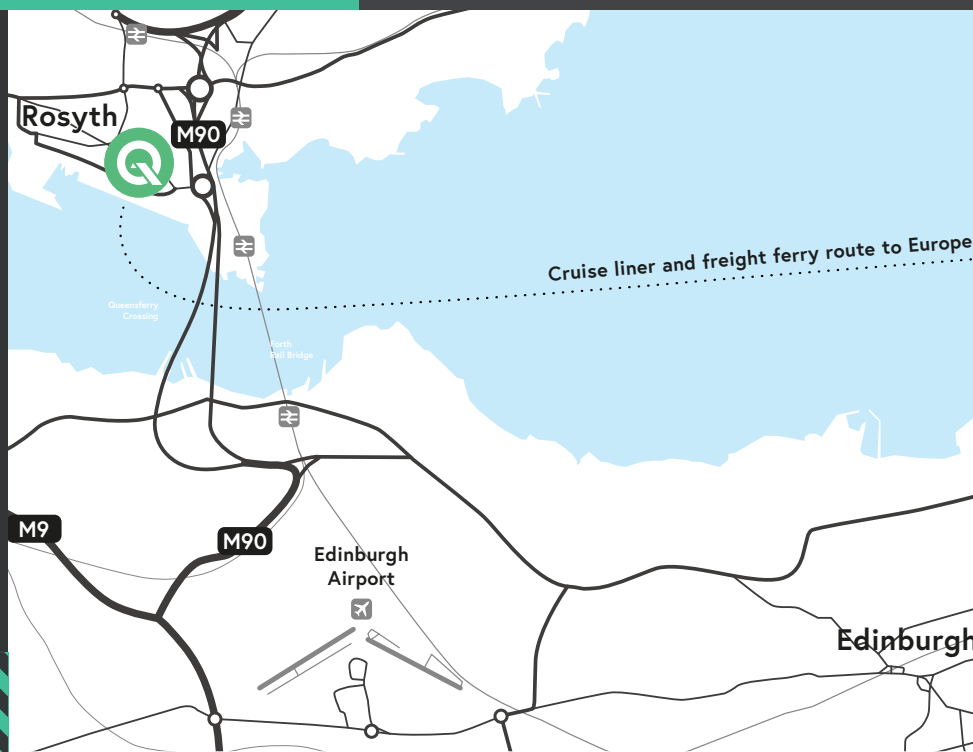 Rosyth
M90
Cruise liner and freight ferry route to Europe
Queensferry
Crossing
Forth
Rail Bridge
M9
M90
Edinburgh
Airport
Edinburgh